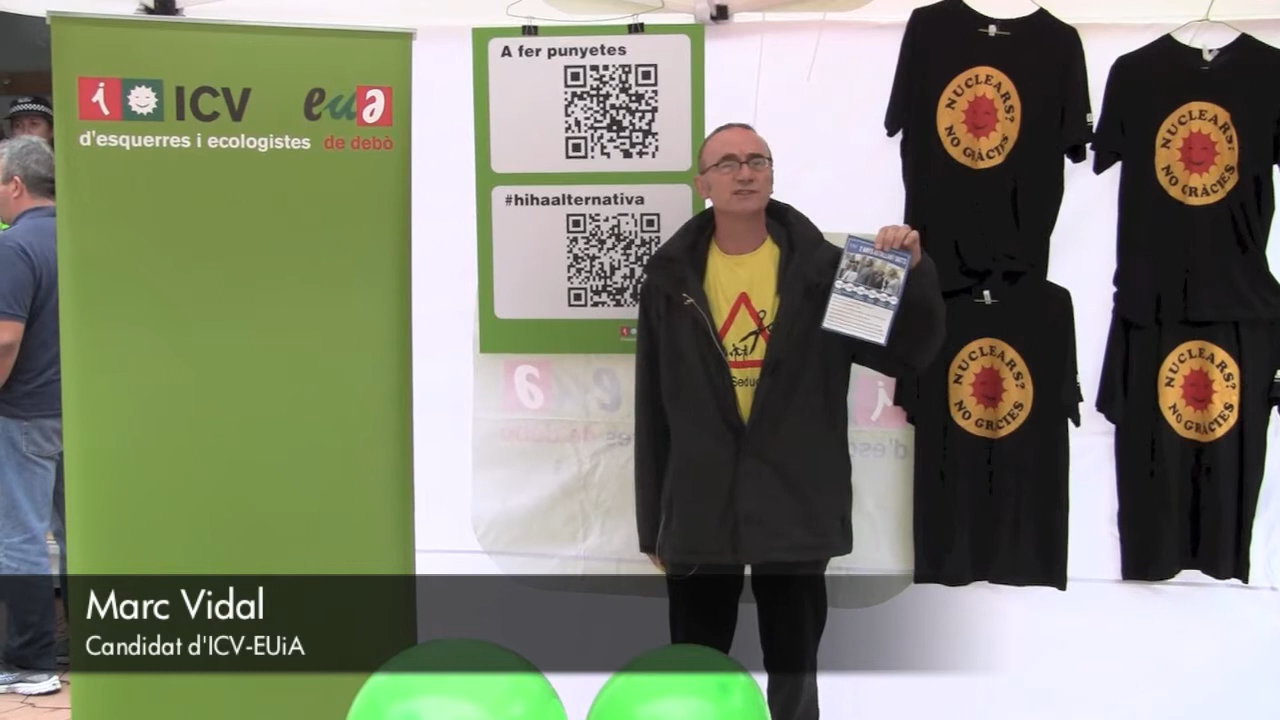 ICV eua
d'esquerres i ecologistes de debò
A fer punyetes
#hihaalternativa
NUCLEARS?
NO GRÀCIES
NUCLEARS?
NO GRÀCIES
NUCLEARS?
NO GRÀCIES
NUCLEARS?
NO GRÀCIES
Marc Vidal
Candidat d'ICV-EUiA